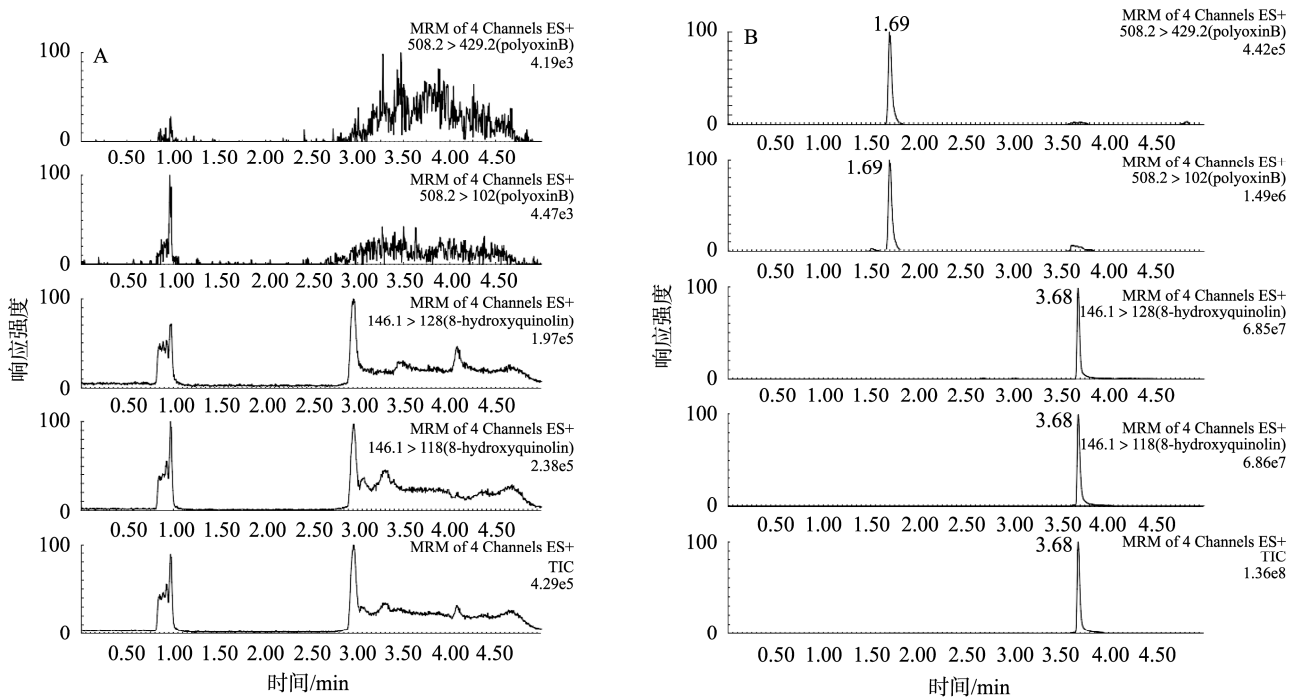 A
MRM of 4 Channels ES+
508.2 > 429.2(polyoxinB)
4.19e3
100
0
0.50 1.00 1.50 2.00 2.50 3.00 3.50 4.00 4.50
MRM of 4 Channels ES+
508.2 > 102(polyoxinB)
4.47e3
100
0
0.50 1.00 1.50 2.00 2.50 3.00 3.50 4.00 4.50
MRM of 4 Channels ES+
146.1 > 128(8-hydroxyquinolin)
1.97e5
100
0
0.50 1.00 1.50 2.00 2.50 3.00 3.50 4.00 4.50
MRM of 4 Channels ES+
146.1 > 118(8-hydroxyquinolin)
2.38e5
100
0
0.50 1.00 1.50 2.00 2.50 3.00 3.50 4.00 4.50
MRM of 4 Channels ES+
TIC
4.29e5
100
0
0.50 1.00 1.50 2.00 2.50 3.00 3.50 4.00 4.50
响应强度
时间/min
B
1.69
MRM of 4 Channels ES+
508.2 > 429.2(polyoxinB)
4.42e5
100
0
0.50 1.00 1.50 2.00 2.50 3.00 3.50 4.00 4.50
1.69
MRM of 4 Channels ES+
508.2 > 102(polyoxinB)
1.49e6
100
0
0.50 1.00 1.50 2.00 2.50 3.00 3.50 4.00 4.50
3.68
MRM of 4 Channels ES+
146.1 > 128(8-hydroxyquinolin)
6.85e7
100
0
0.50 1.00 1.50 2.00 2.50 3.00 3.50 4.00 4.50
3.68
MRM of 4 Channels ES+
146.1 > 118(8-hydroxyquinolin)
6.86e7
100
0
0.50 1.00 1.50 2.00 2.50 3.00 3.50 4.00 4.50
3.68
MRM of 4 Channels ES+
TIC
1.36e8
100
0
0.50 1.00 1.50 2.00 2.50 3.00 3.50 4.00 4.50
响应强度
时间/min